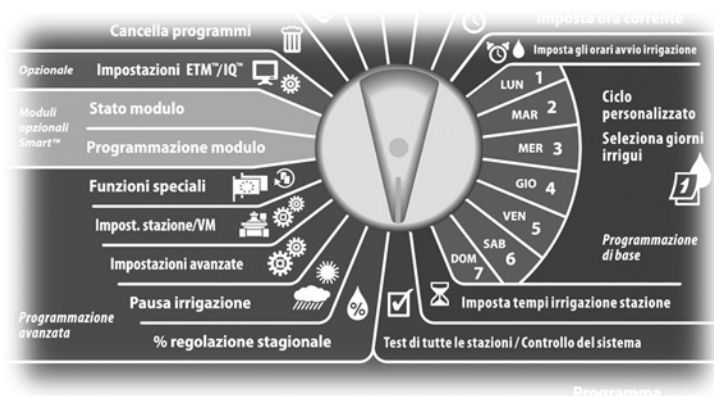 Cancella programmi
Imposta ora corrente
Opzionale
Impostazioni ETM™/IQ™
Imposta gli orari avvio irrigazione
Moduli
opzionali
Smart™
Stato modulo
Programmazione modulo
LUN 1
MAR 2
MER 3
GIO 4
VEN 5
SAB 6
DOM 7
Ciclo
personalizzato
Seleziona giorni
irrigui
1
Funzioni speciali
Impost. stazione/VM
Impostazioni avanzate
Programmazione
di base
Pausa irrigazione
Imposta tempi irrigazione stazione
Programmazione
avanzata
%
% regolazione stagionale
Test di tutte le stazioni / Controllo del sistema
Programma